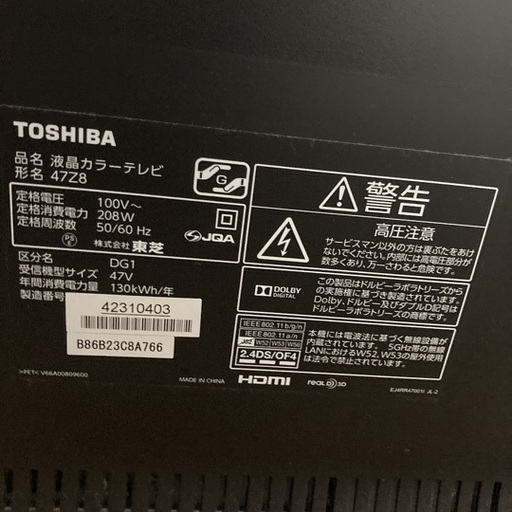 TOSHIBA
品名 液晶カラーテレビ
形名 47Z8
定格電圧 100V～
定格消費電力 208W
定格周波数 50/60 Hz
PS E
株式会社 東芝
G
JQA
区分名 DG1
受信機型サイズ 47V
年間消費電力量 130kWh/年
製造番号
42310403
B86B23C8A766
>PET< V66A00809600
警告
高圧注意
サービスマン以外の方は裏ぶたをあけ
ないでください。内部には高電圧部分が
数多くあり、万一さわると危険です。
DOLBY
DIGITAL
この製品はドルビーラボラトリーズから
の実施権に基づき製造されています。
Dolby、ドルビー及びダブルD記号は
ドルビーラボラトリーズの商標です。
IEEE802.11b/g/n
IEEE802.11a/n
W52 W53 W56
2.4DS/OF4
本機には電波法に基づく無線設備が
内蔵されています。 5GHz帯の無線
LANにおけるW52、W53の屋外使用
は法令で禁止されています。
MADE IN CHINA
HDMI
REAL D 3D